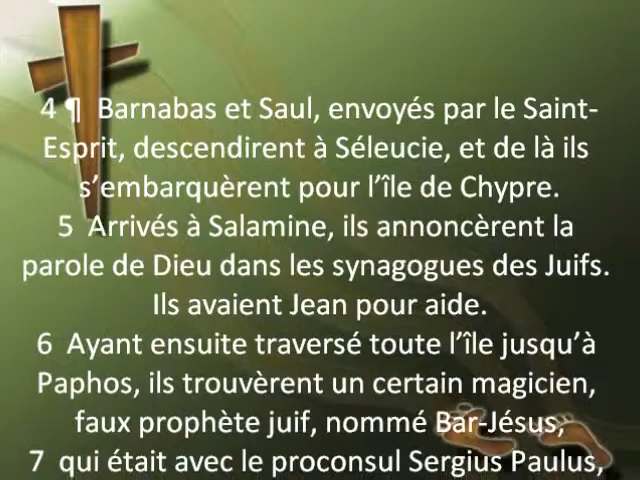 4 ¶  Barnabas et Saul, envoyés par le Saint-
Esprit, descendirent à Séleucie, et de là ils
s’embarquèrent pour l’île de Chypre.
5  Arrivés à Salamine, ils annoncèrent la
parole de Dieu dans les synagogues des Juifs.
Ils avaient Jean pour aide.
6  Ayant ensuite traversé toute l’île jusqu’à
Paphos, ils trouvèrent un certain magicien,
faux prophète juif, nommé Bar-Jésus,
7  qui était avec le proconsul Sergius Paulus,